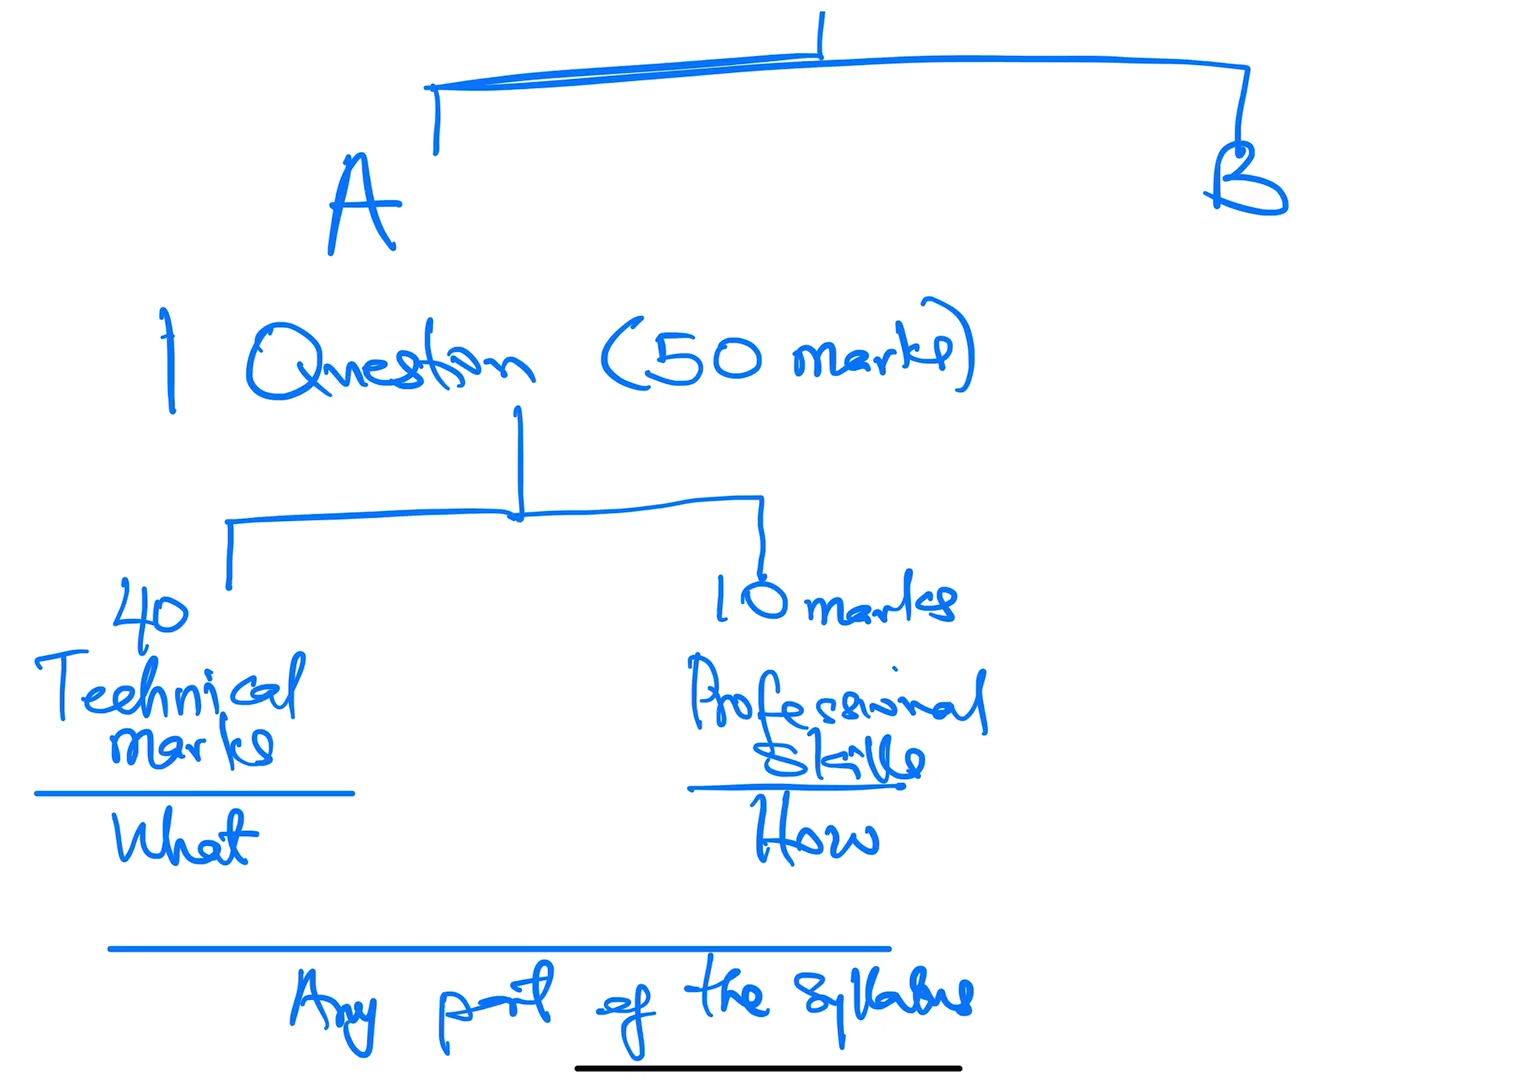 A
B
1 Question (50 marks)
40
Technical
marks
What
10 marks
Professional
Skills
How
Any part of the Syllabus